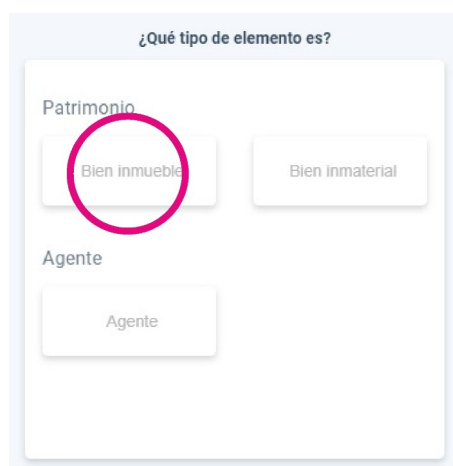 ¿Qué tipo de elemento es?
Patrimonio
Bien inmueble
Bien inmaterial
Agente
Agente